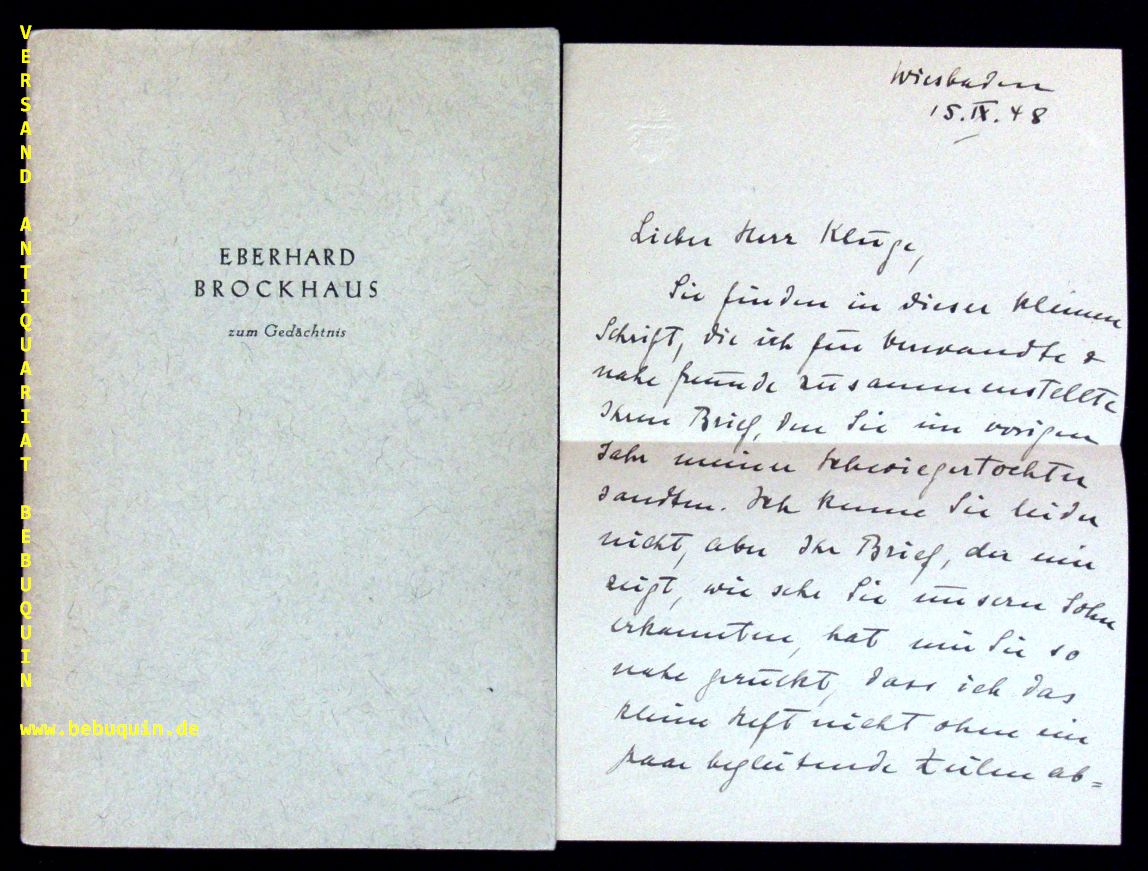 VERSAND ANTIQUARIAT BEBUQUIN
www.bebuquin.de
EBERHARD
BROCKHAUS
zum Gedächtnis
Wiesbaden
15.IX.48
Lieber Herr Kluge,
Sie finden in dieser kleinen
Schrift, die ich für Verwandte &
nahe Freunde zusammenstellte
Ihren Brief, den Sie im vorigen
Jahr meiner Schwiegertochter
sandten. Ich kenne Sie leider
nicht, aber Ihr Brief, der mir
zeigt, wie sehr Sie unsern Sohn
erkannten, hat mir Sie so
nahe gerückt, dass ich das
kleine Heft nicht ohne ein
paar begleitende Zeilen ab=